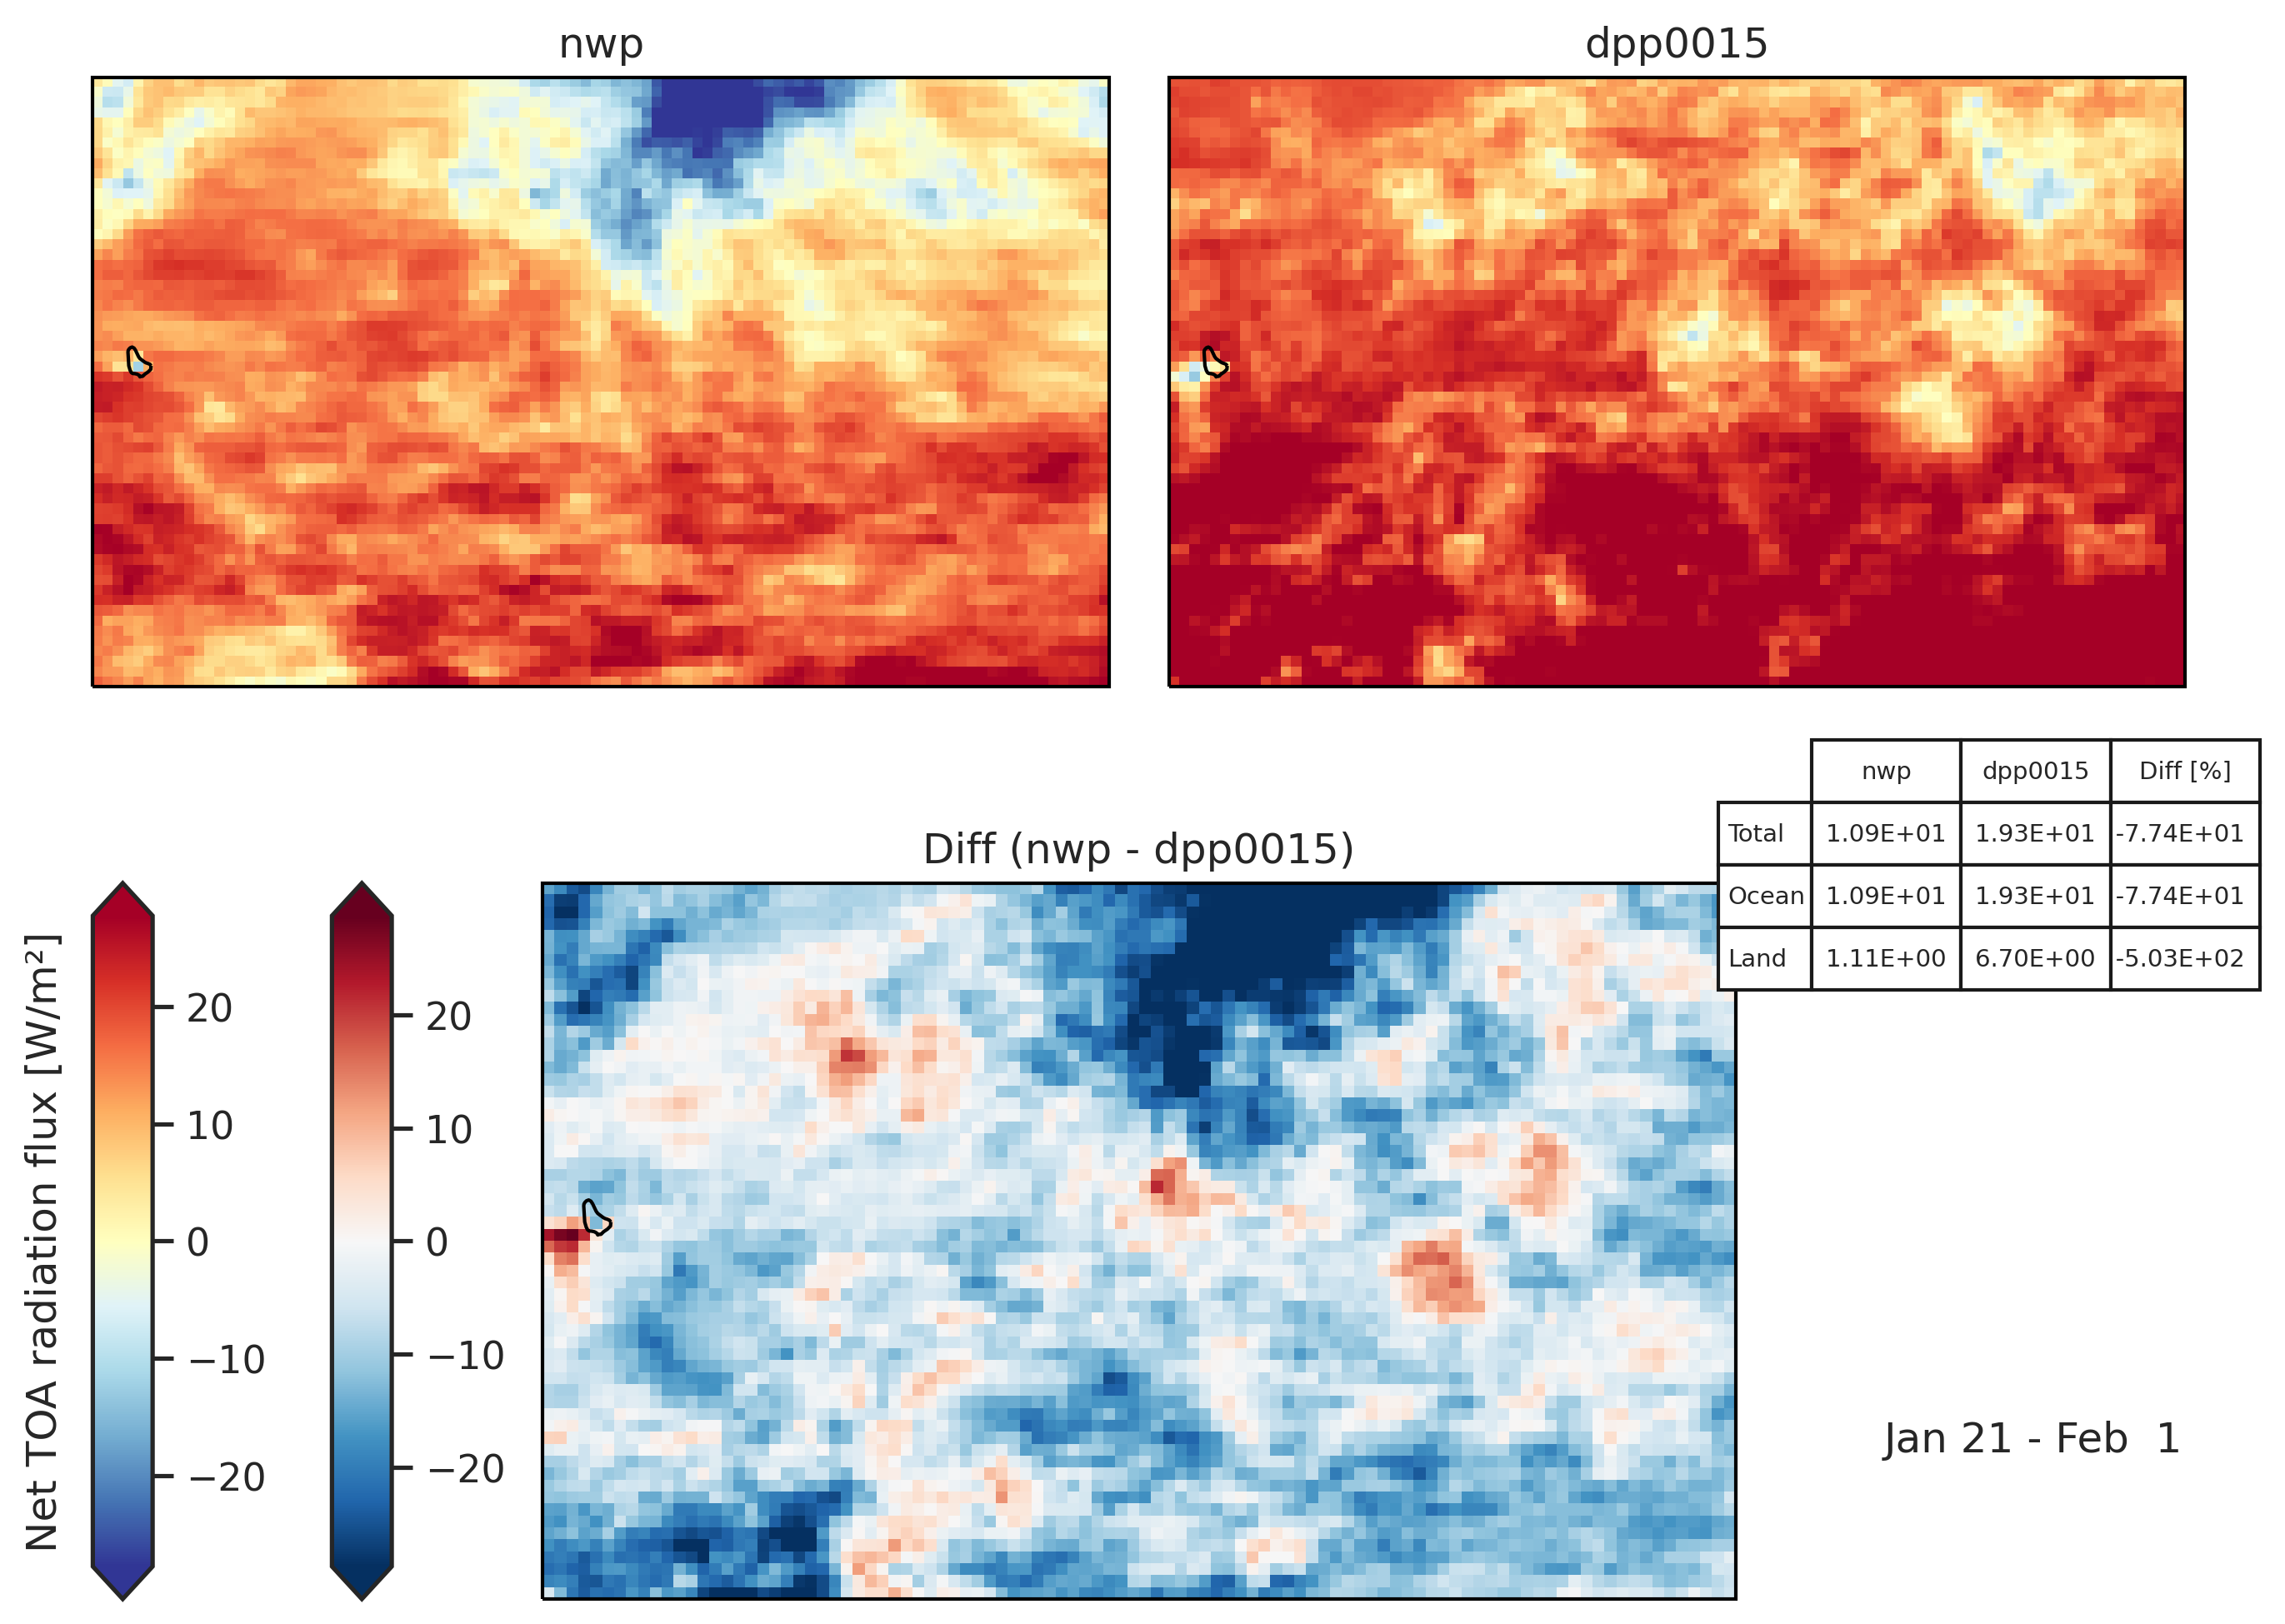 nwp
dpp0015
nwp dpp0015 Diff [%]
Total 1.09E+01 1.93E+01 -7.74E+01
Ocean 1.09E+01 1.93E+01 -7.74E+01
Land 1.11E+00 6.70E+00 -5.03E+02
Diff (nwp - dpp0015)
Net TOA radiation flux [W/m²]
20
10
0
−10
−20
20
10
0
−10
−20
Jan 21 - Feb  1